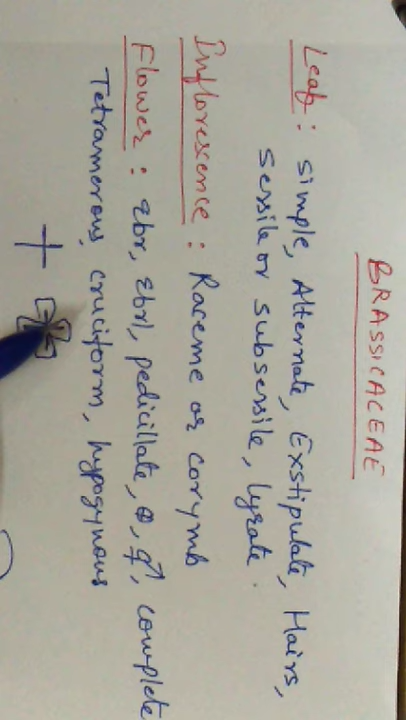 BRASSICACEAE
Leaf : Simple, Alternate, Exstipulate, Hairs,
Sessile or subsessile, lyrate.
Inflorescence : Raceme or corymb
Flower : ebr, ebrl, pedicillate, ⊕, ⚥, complete
Tetramerous, cruciform, hypogynous